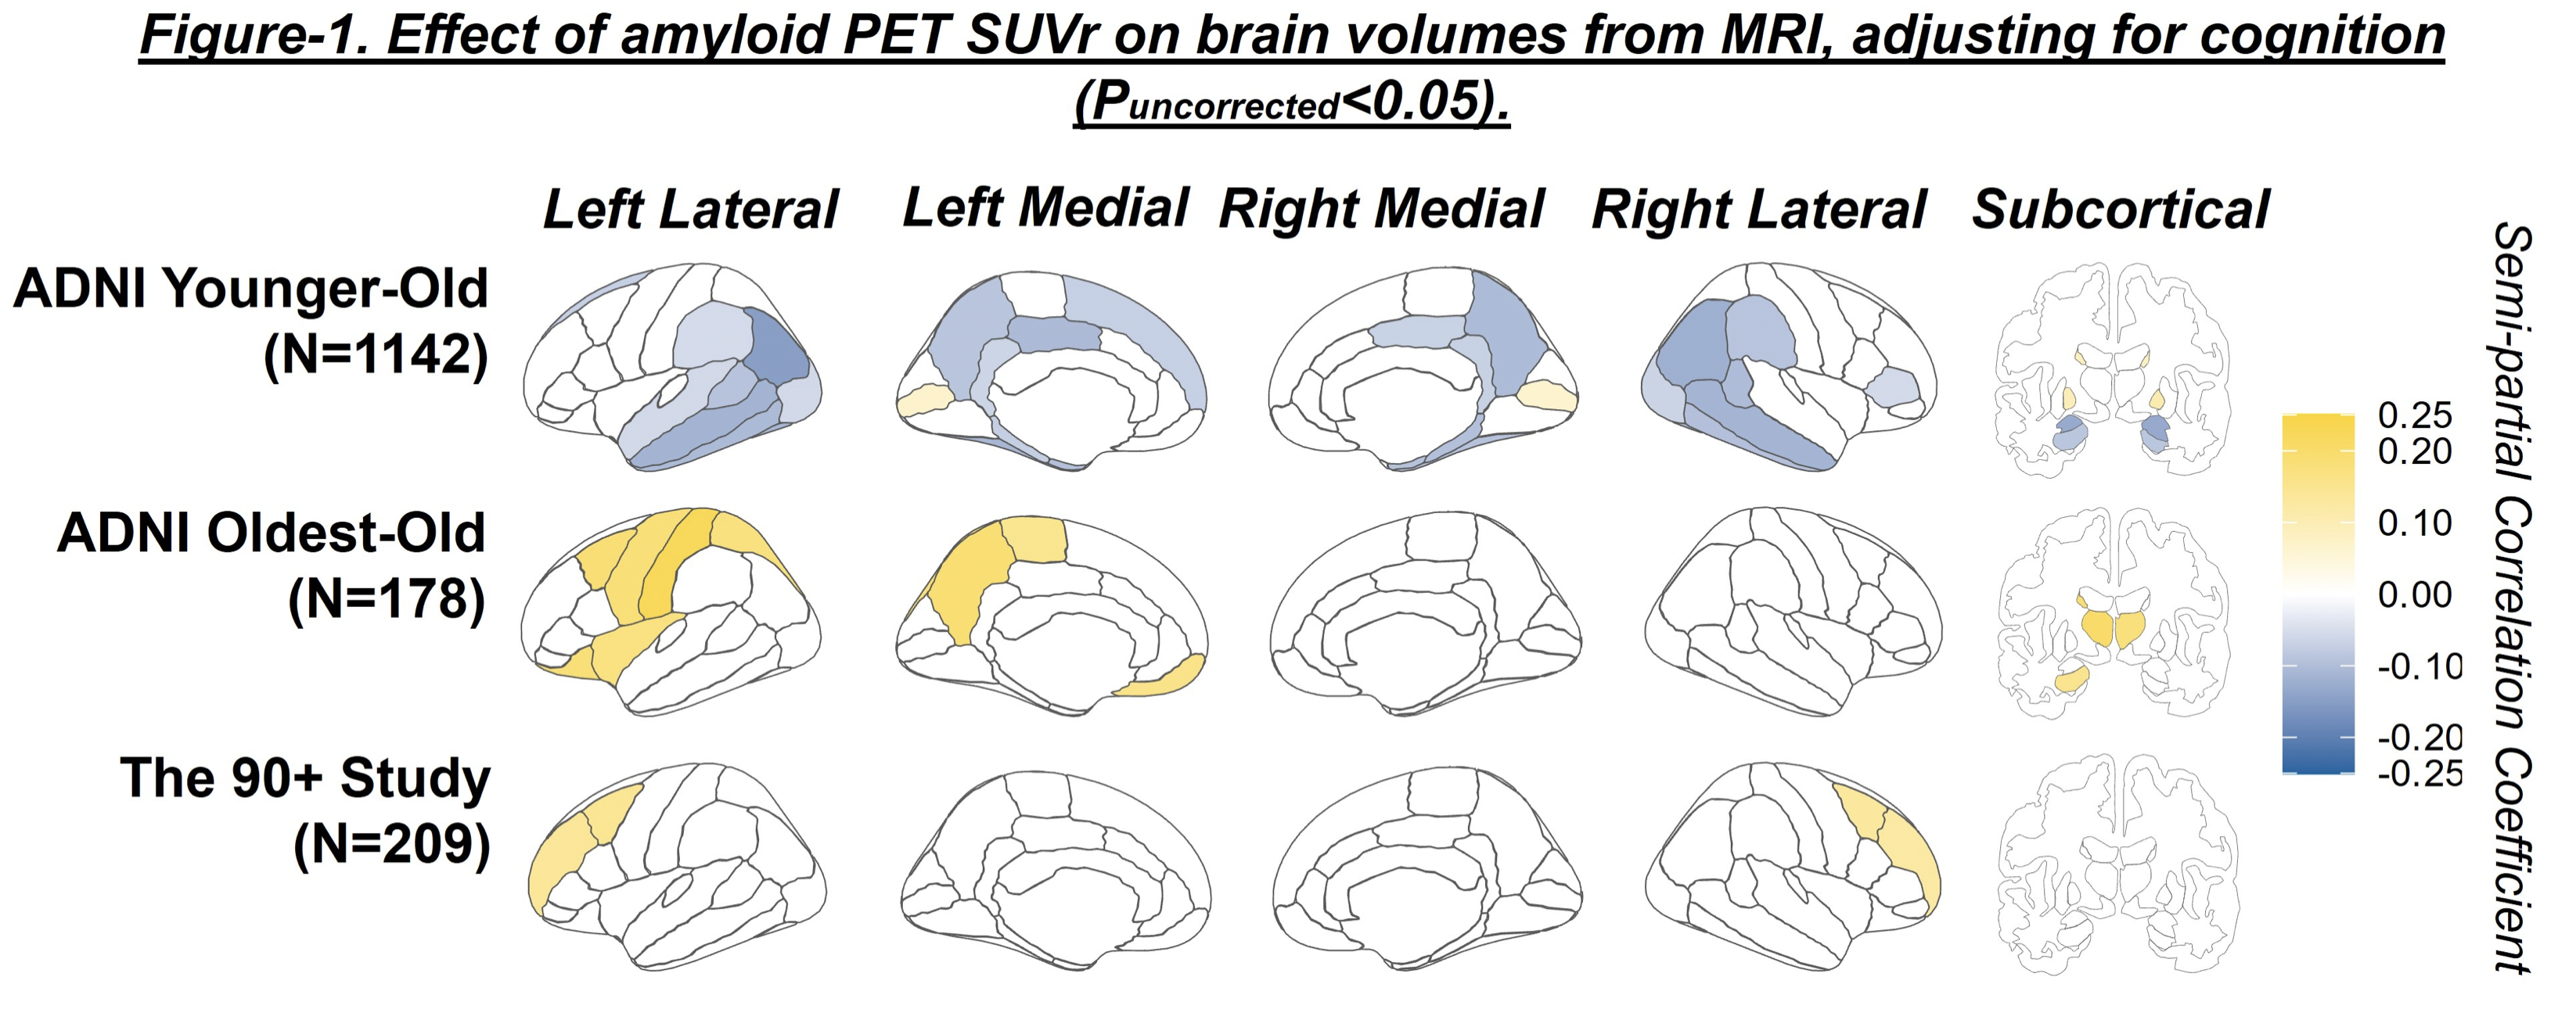 Figure-1. Effect of amyloid PET SUVr on brain volumes from MRI, adjusting for cognition
(Puncorrected<0.05).
Left Lateral Left Medial Right Medial Right Lateral Subcortical
ADNI Younger-Old
(N=1142)
ADNI Oldest-Old
(N=178)
The 90+ Study
(N=209)
0.25
0.20
0.10
0.00
-0.10
-0.20
-0.25
Semi-partial Correlation Coefficient